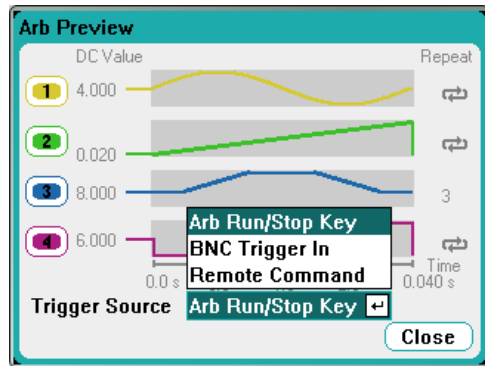 Arb Preview
DC Value Repeat
1 4.000
2 0.020
3 8.000 3
4 6.000
Arb Run/Stop Key
BNC Trigger In
Remote Command
Time
0.0 s 0.040 s
Trigger Source Arb Run/Stop Key
Close